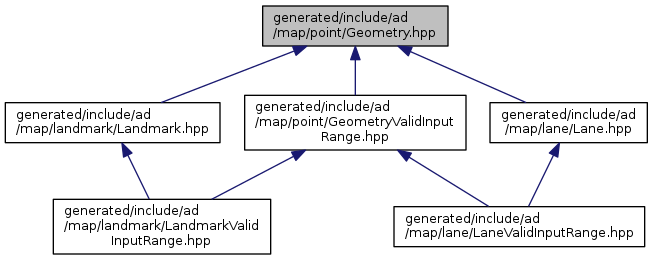 generated/include/ad
/map/point/Geometry.hpp
generated/include/ad
/map/landmark/Landmark.hpp
generated/include/ad
/map/point/GeometryValidInput
Range.hpp
generated/include/ad
/map/lane/Lane.hpp
generated/include/ad
/map/landmark/LandmarkValid
InputRange.hpp
generated/include/ad
/map/lane/LaneValidInputRange.hpp